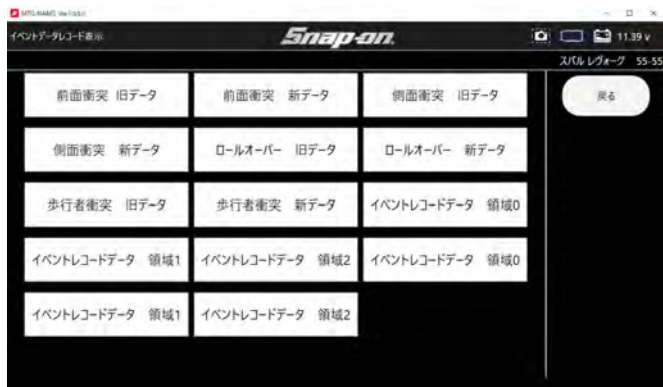 イベントデータレコード表示
Snap-on
11.39 v
スバル レヴォーグ 55-55
前面衝突 旧データ
前面衝突 新データ
側面衝突 旧データ
戻る
側面衝突 新データ
ロールオーバー 旧データ
ロールオーバー 新データ
歩行者衝突 旧データ
歩行者衝突 新データ
イベントレコードデータ 領域0
イベントレコードデータ 領域1
イベントレコードデータ 領域2
イベントレコードデータ 領域0
イベントレコードデータ 領域1
イベントレコードデータ 領域2